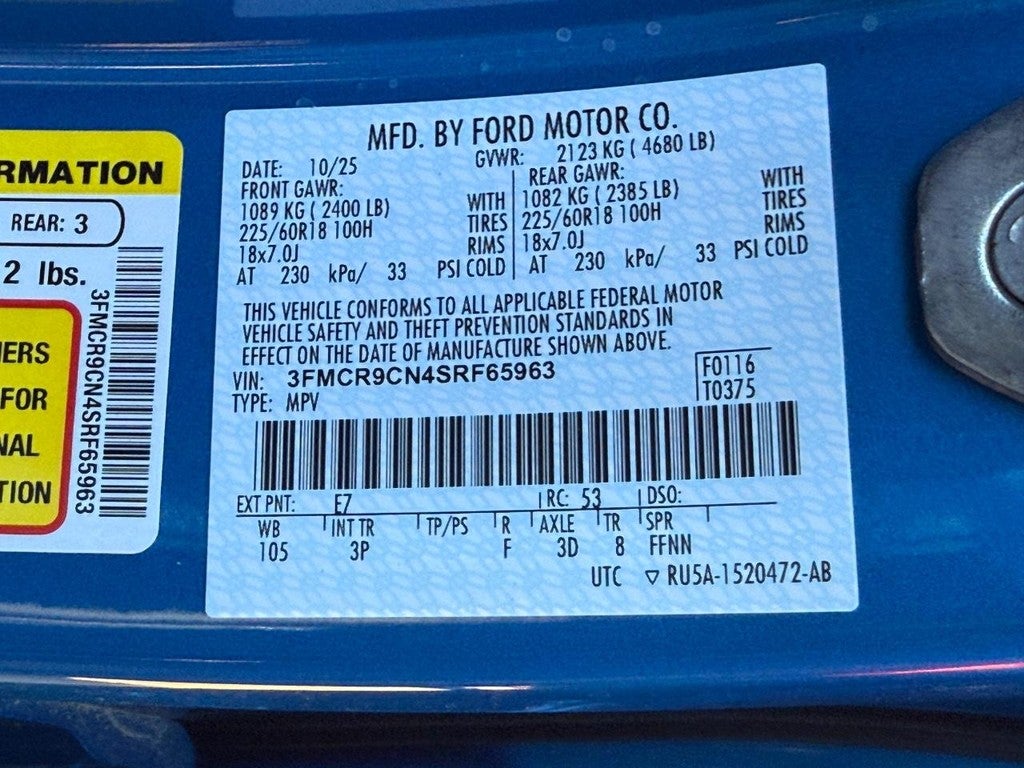 RMATION
REAR: 3
2 lbs.
3FMCR9CN4SRF65963
IERS
FOR
NAL
TION
MFD. BY FORD MOTOR CO.
DATE: 10/25 GVWR: 2123 KG ( 4680 LB)
FRONT GAWR: REAR GAWR:
1089 KG ( 2400 LB) WITH 1082 KG ( 2385 LB) WITH
225/60R18 100H TIRES 225/60R18 100H TIRES
18x7.0J RIMS 18x7.0J RIMS
AT 230 kPa/ 33 PSI COLD AT 230 kPa/ 33 PSI COLD
THIS VEHICLE CONFORMS TO ALL APPLICABLE FEDERAL MOTOR
VEHICLE SAFETY AND THEFT PREVENTION STANDARDS IN
EFFECT ON THE DATE OF MANUFACTURE SHOWN ABOVE.
VIN: 3FMCR9CN4SRF65963 F0116
TYPE: MPV T0375
EXT PNT: E7 RC: 53 DSO:
WB INT TR TP/PS R AXLE TR SPR
105 3P F 3D 8 FFNN
UTC ▽ RU5A-1520472-AB